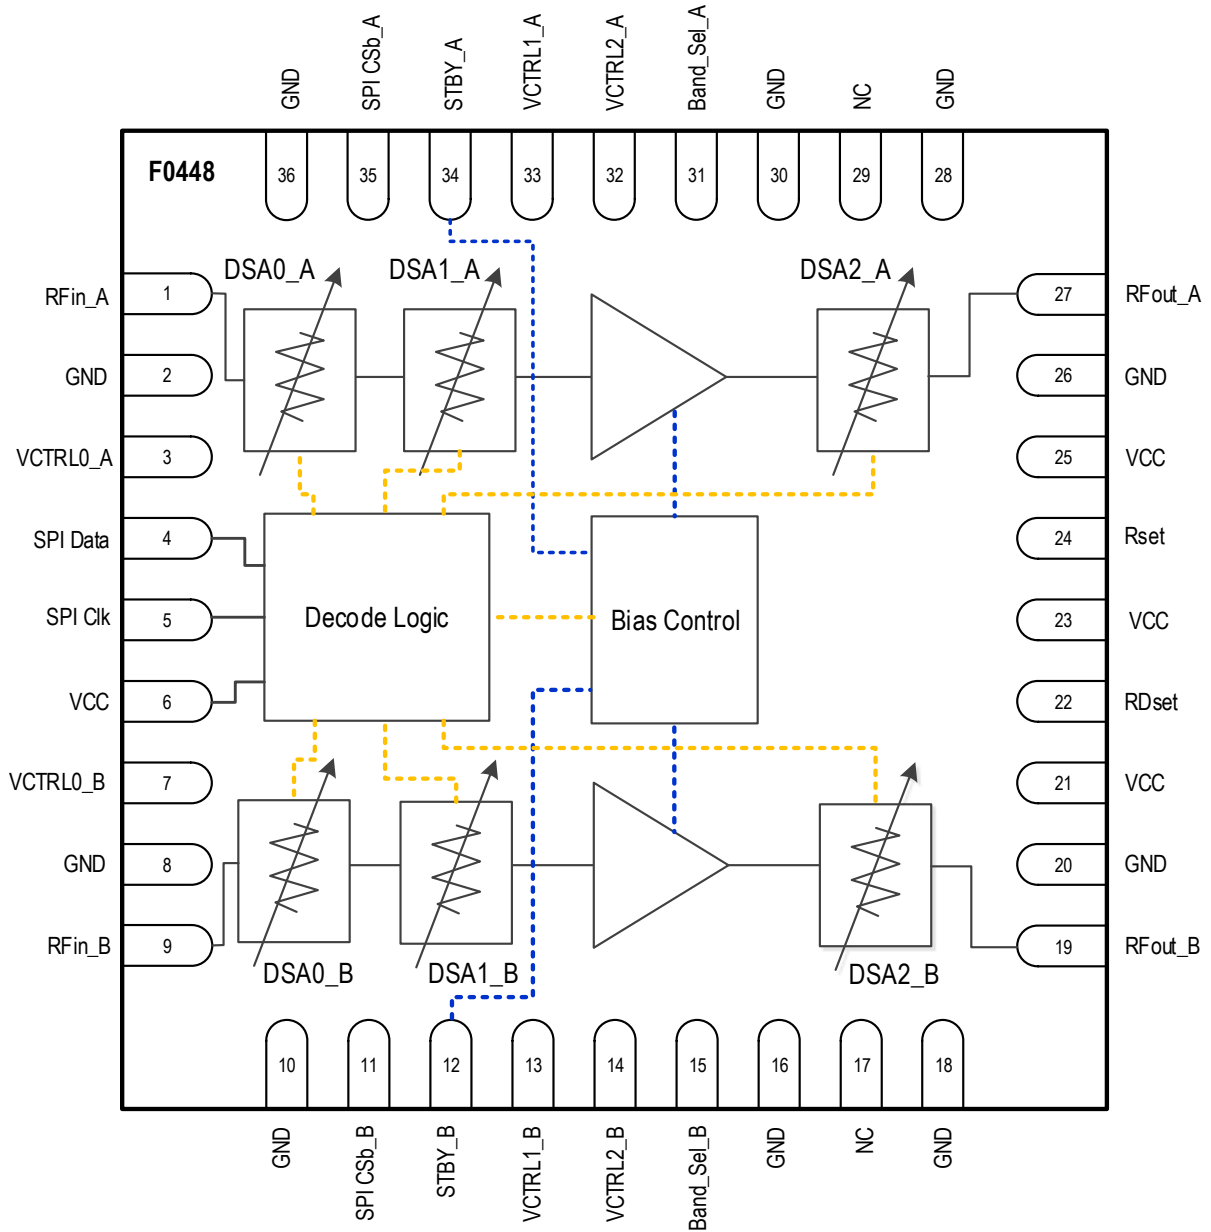 GND
SPI CSb_A
STBY_A
VCTRL1_A
VCTRL2_A
Band_Sel_A
GND
NC
GND
F0448
36
35
34
33
32
31
30
29
28
DSA0_A
DSA1_A
DSA2_A
RFin_A
1
27
RFout_A
GND
2
26
GND
VCTRL0_A
3
25
VCC
SPI Data
4
24
Rset
SPI Clk
5
Decode Logic
Bias Control
23
VCC
VCC
6
22
RDset
VCTRL0_B
7
21
VCC
GND
8
20
GND
RFin_B
9
19
RFout_B
DSA0_B
DSA1_B
DSA2_B
10
11
12
13
14
15
16
17
18
GND
SPI CSb_B
STBY_B
VCTRL1_B
VCTRL2_B
Band_Sel_B
GND
NC
GND